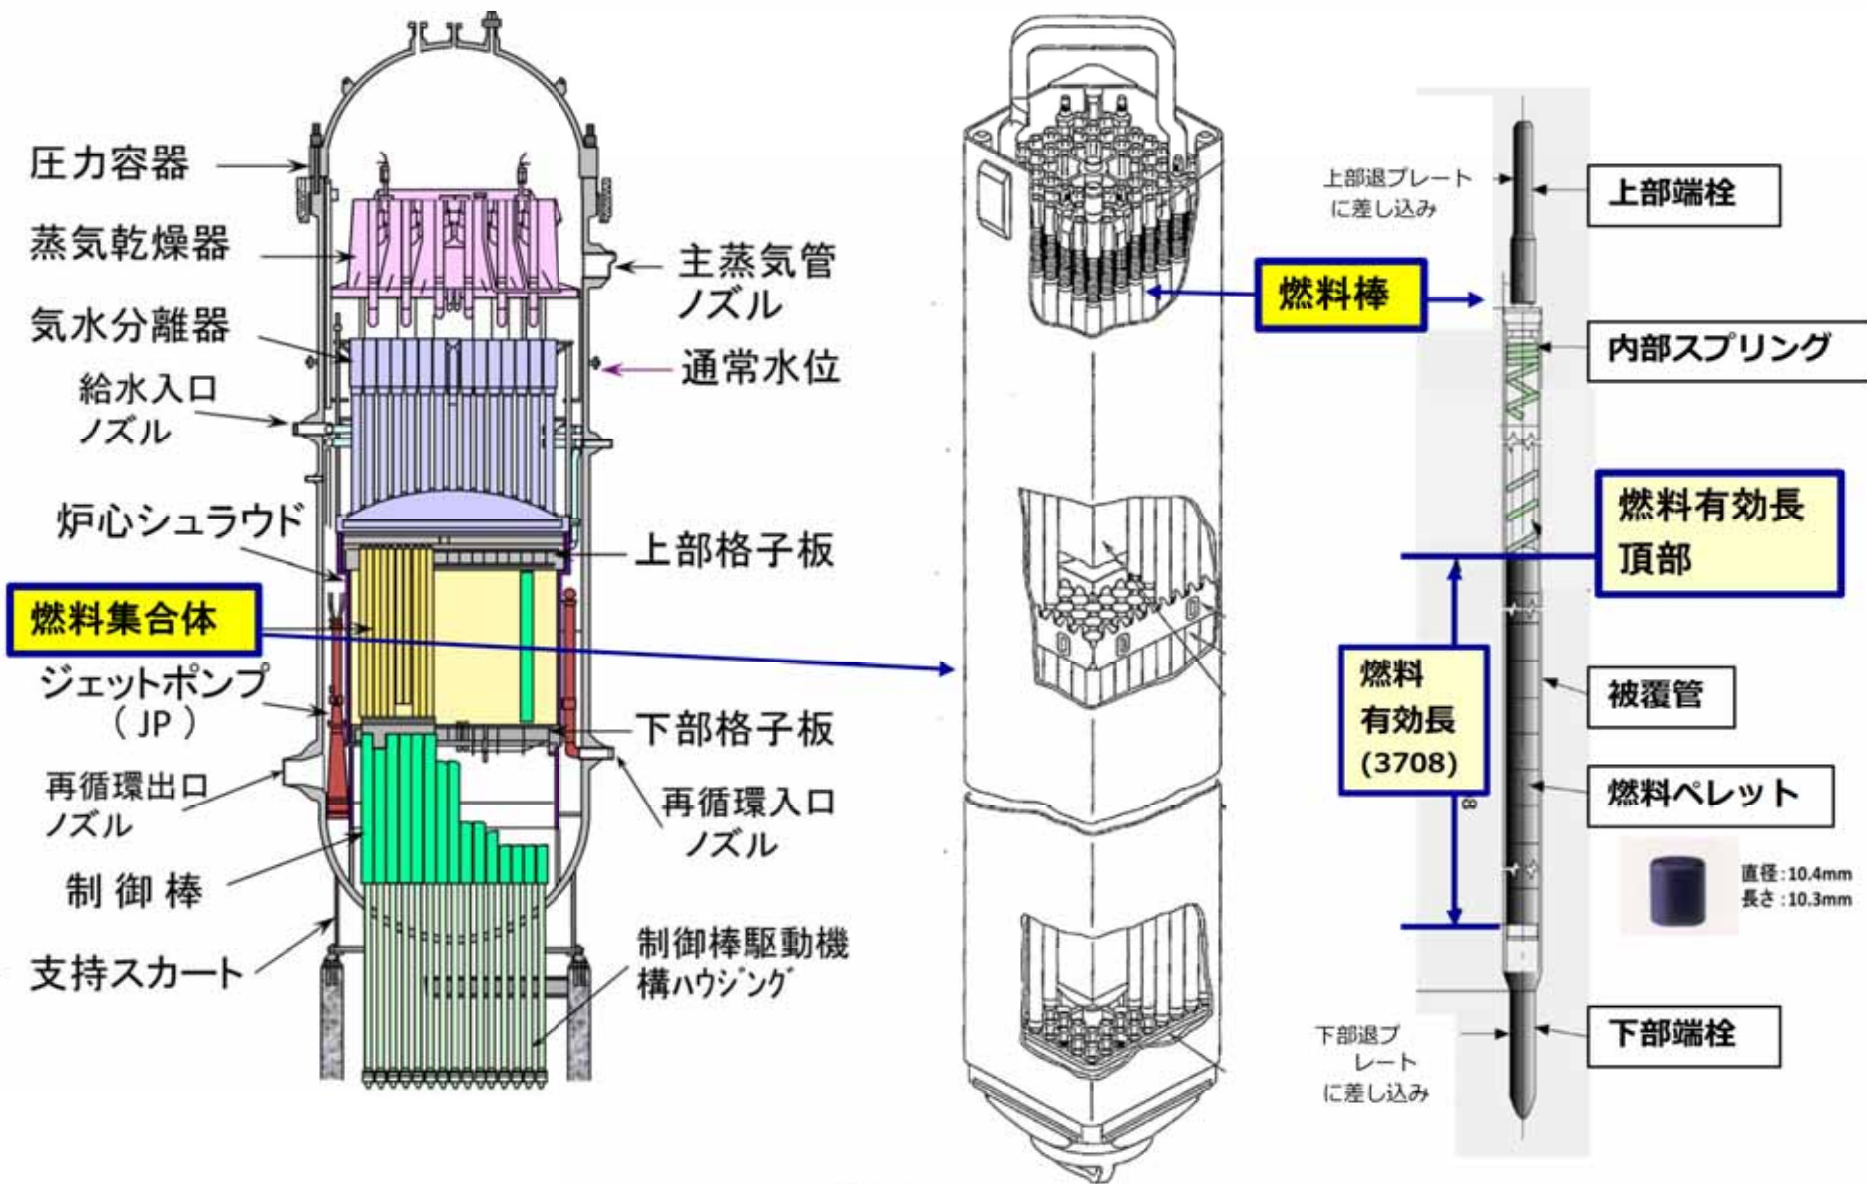 圧力容器
蒸気乾燥器
気水分離器
給水入口
ノズル
炉心シュラウド
燃料集合体
ジェットポンプ
(JP)
再循環出口
ノズル
制御棒
支持スカート
主蒸気管
ノズル
通常水位
上部格子板
下部格子板
再循環入口
ノズル
制御棒駆動機
構ハウジング
燃料棒
上部退プレート
に差し込み
上部端栓
内部スプリング
燃料有効長
頂部
燃料
有効長
(3708)
8
被覆管
燃料ペレット
直径:10.4mm
長さ:10.3mm
下部退プ
レート
に差し込み
下部端栓